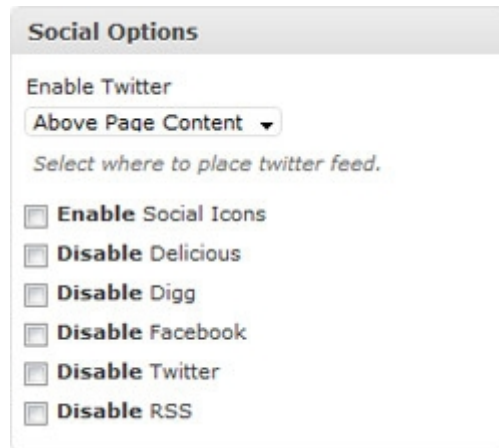 Social Options
Enable Twitter
Above Page Content
Select where to place twitter feed.
Enable Social Icons
Disable Delicious
Disable Digg
Disable Facebook
Disable Twitter
Disable RSS